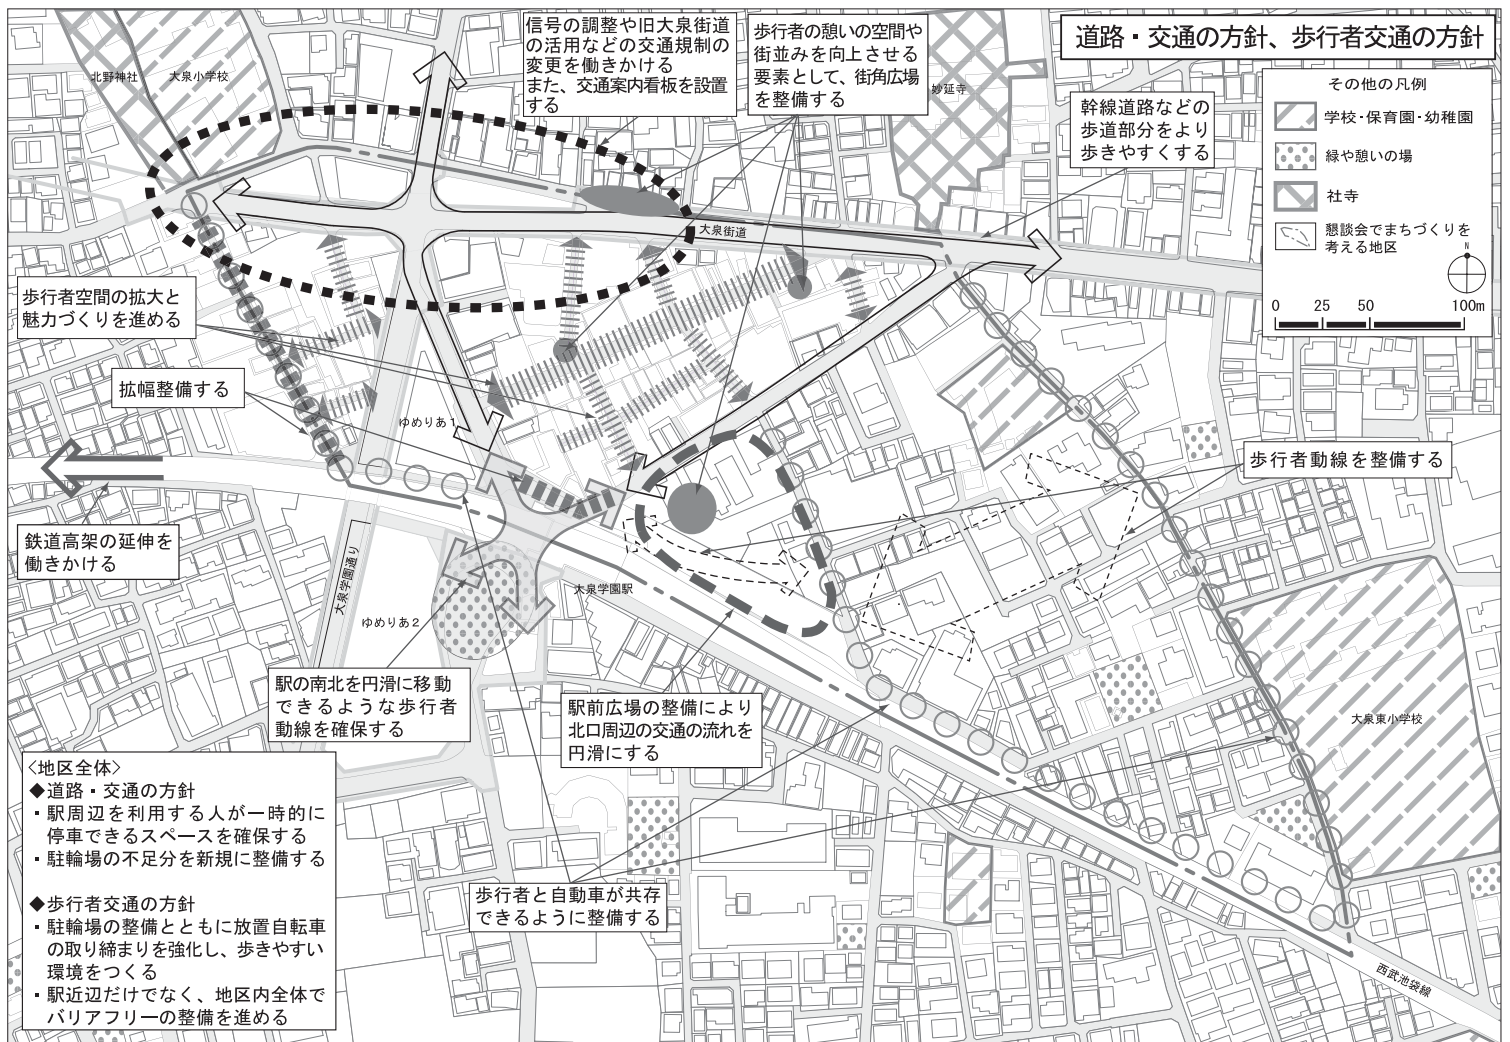 道路・交通の方針、歩行者交通の方針
信号の調整や旧大泉街道
の活用などの交通規制の
変更を働きかける
また、交通案内看板を設置
する
歩行者の憩いの空間や
街並みを向上させる
要素として、街角広場
を整備する
幹線道路などの
歩道部分をより
歩きやすくする
その他の凡例
学校・保育園・幼稚園
緑や憩いの場
社寺
懇談会でまちづくりを
考える地区
N
0 25 50 100m
北野神社
大泉小学校
妙延寺
大泉街道
歩行者空間の拡大と
魅力づくりを進める
拡幅整備する
ゆめりあ1
歩行者動線を整備する
鉄道高架の延伸を
働きかける
大泉学園通り
ゆめりあ2
大泉学園駅
駅の南北を円滑に移動
できるような歩行者
動線を確保する
駅前広場の整備により
北口周辺の交通の流れを
円滑にする
大泉東小学校
〈地区全体〉
◆道路・交通の方針
・駅周辺を利用する人が一時的に
停車できるスペースを確保する
・駐輪場の不足分を新規に整備する
◆歩行者交通の方針
・駐輪場の整備とともに放置自転車
の取り締まりを強化し、歩きやすい
環境をつくる
・駅近辺だけでなく、地区内全体で
バリアフリーの整備を進める
歩行者と自動車が共存
できるように整備する
西武池袋線